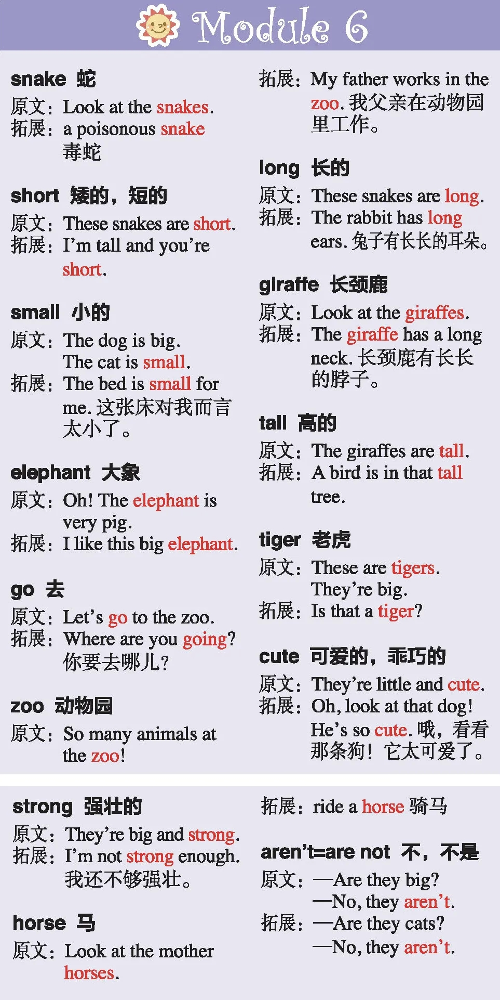 Module 6
snake 蛇
原文：Look at the snakes.
拓展：a poisonous snake
毒蛇
short 矮的，短的
原文：These snakes are short.
拓展：I'm tall and you're
short.
small 小的
原文：The dog is big.
The cat is small.
拓展：The bed is small for
me. 这张床对我而言
太小了。
elephant 大象
原文：Oh! The elephant is
very pig.
拓展：I like this big elephant.
go 去
原文：Let's go to the zoo.
拓展：Where are you going?
你要去哪儿?
zoo 动物园
原文：So many animals at
the zoo!
拓展：My father works in the
zoo. 我父亲在动物园
里工作。
long 长的
原文：These snakes are long.
拓展：The rabbit has long
ears. 兔子有长长的耳朵。
giraffe 长颈鹿
原文：Look at the giraffes.
拓展：The giraffe has a long
neck. 长颈鹿有长长
的脖子。
tall 高的
原文：The giraffes are tall.
拓展：A bird is in that tall
tree.
tiger 老虎
原文：These are tigers.
They're big.
拓展：Is that a tiger?
cute 可爱的，乖巧的
原文：They're little and cute.
拓展：Oh, look at that dog!
He's so cute. 哦，看看
那条狗！它太可爱了。
strong 强壮的
原文：They're big and strong.
拓展：I'm not strong enough.
我还不够强壮。
horse 马
原文：Look at the mother
horses.
拓展：ride a horse 骑马
aren't=are not 不，不是
原文：—Are they big?
—No, they aren't.
拓展：—Are they cats?
—No, they aren't.